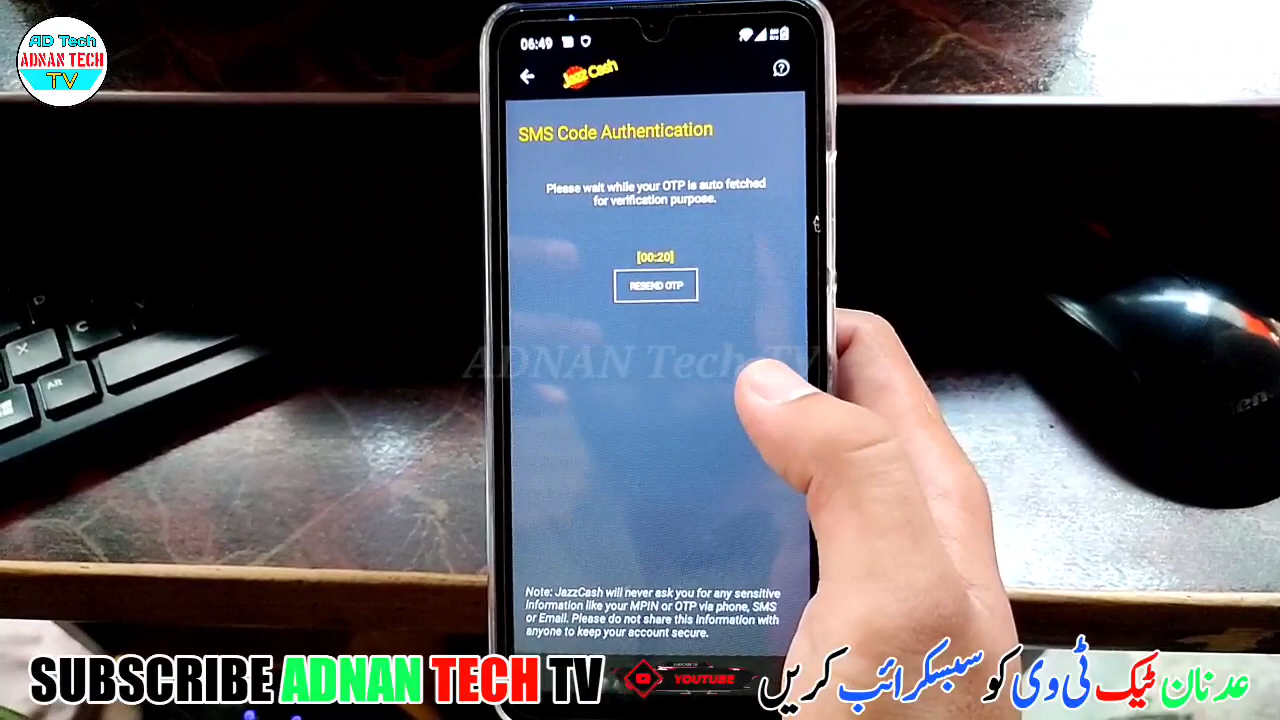 AD Tech
ADNAN TECH
TV
06:49
JazzCash
SMS Code Authentication
Please wait while your OTP is auto fetched
for verification purpose.
[00:20]
RESEND OTP
ADNAN Tech TV
D
X
C
Alt
Note: JazzCash will never ask you for any sensitive
information like your MPIN or OTP via phone, SMS
or Email. Please do not share this information with
anyone to keep your account secure.
SUBSCRIBE ADNAN TECH TV
YOUTUBE
عدنان ٹیک ٹی وی کو سبسکرائب کریں